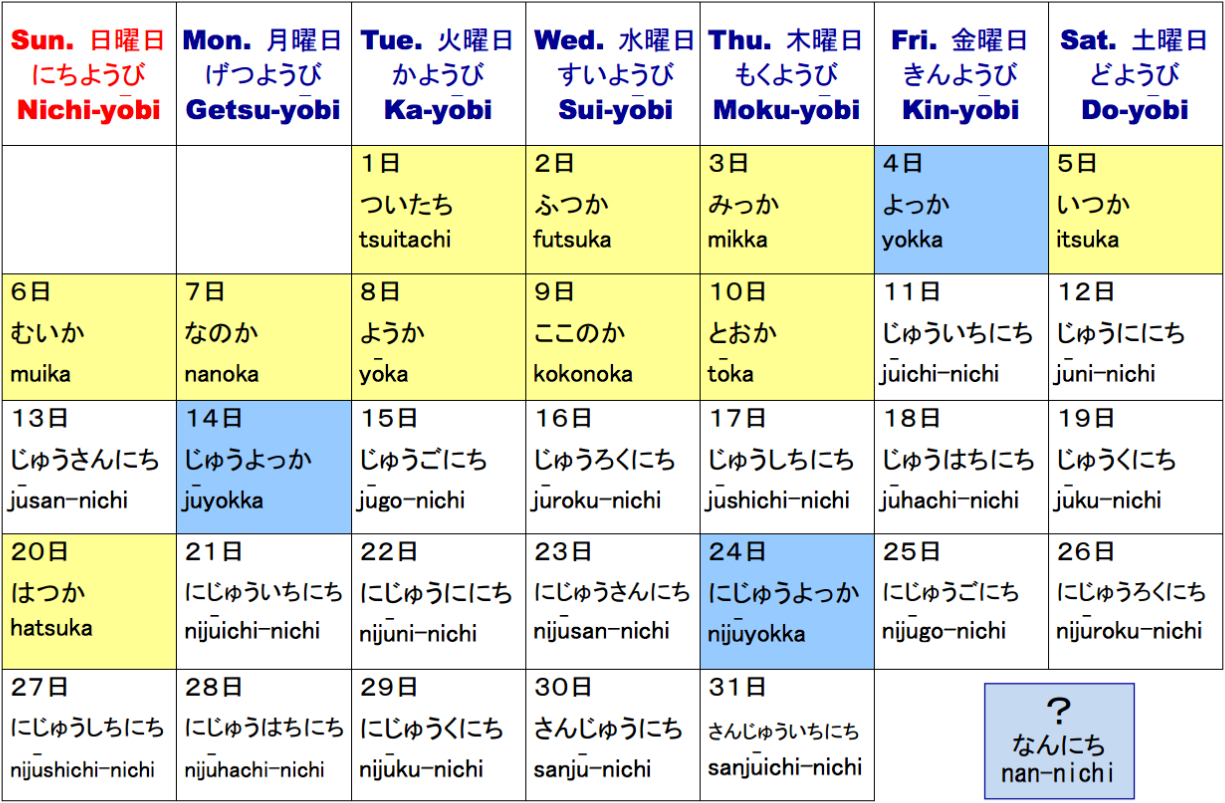 Sun. 日曜日
にちようび
Nichi-yōbi
Mon. 月曜日
げつようび
Getsu-yōbi
Tue. 火曜日
かようび
Ka-yōbi
Wed. 水曜日
すいようび
Sui-yōbi
Thu. 木曜日
もくようび
Moku-yōbi
Fri. 金曜日
きんようび
Kin-yōbi
Sat. 土曜日
どようび
Do-yōbi
1日
ついたち
tsuitachi
2日
ふつか
futsuka
3日
みっか
mikka
4日
よっか
yokka
5日
いつか
itsuka
6日
むいか
muika
7日
なのか
nanoka
8日
ようか
yōka
9日
ここのか
kokonoka
10日
とおか
tōka
11日
じゅういちにち
jūichi-nichi
12日
じゅうににち
jūni-nichi
13日
じゅうさんにち
jūsan-nichi
14日
じゅうよっか
jūyokka
15日
じゅうごにち
jūgo-nichi
16日
じゅうろくにち
jūroku-nichi
17日
じゅうしちにち
jūshichi-nichi
18日
じゅうはちにち
jūhachi-nichi
19日
じゅうくにち
jūku-nichi
20日
はつか
hatsuka
21日
にじゅういちにち
nijūichi-nichi
22日
にじゅうににち
nijūni-nichi
23日
にじゅうさんにち
nijūsan-nichi
24日
にじゅうよっか
nijūyokka
25日
にじゅうごにち
nijūgo-nichi
26日
にじゅうろくにち
nijūroku-nichi
27日
にじゅうしちにち
nijūshichi-nichi
28日
にじゅうはちにち
nijūhachi-nichi
29日
にじゅうくにち
nijūku-nichi
30日
さんじゅうにち
sanjū-nichi
31日
さんじゅういちにち
sanjūichi-nichi
?
なんにち
nan-nichi